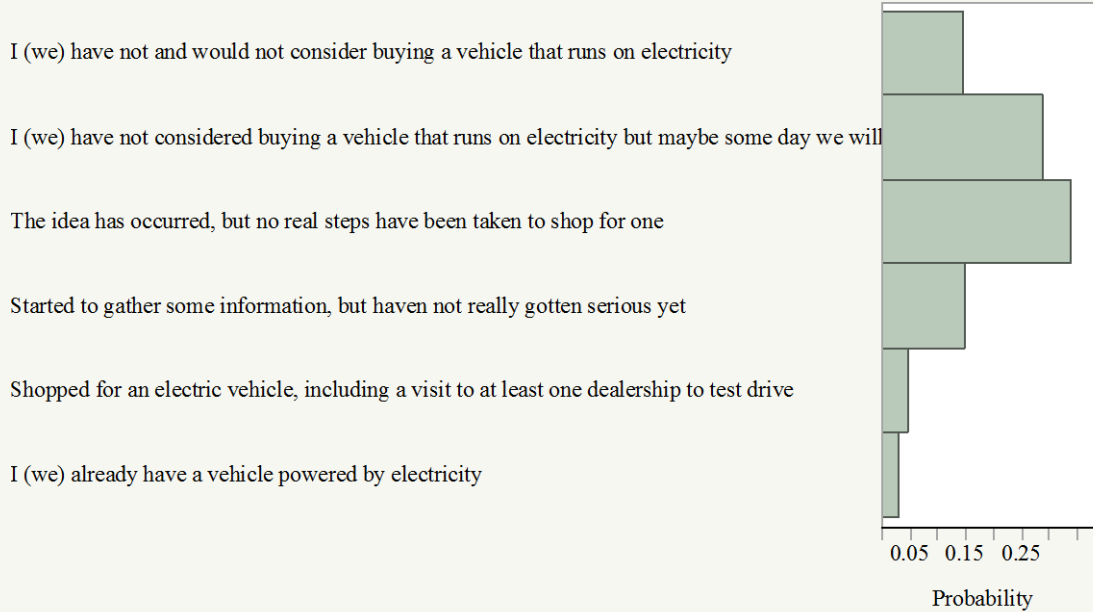 I (we) have not and would not consider buying a vehicle that runs on electricity
I (we) have not considered buying a vehicle that runs on electricity but maybe some day we will
The idea has occurred, but no real steps have been taken to shop for one
Started to gather some information, but haven not really gotten serious yet
Shopped for an electric vehicle, including a visit to at least one dealership to test drive
I (we) already have a vehicle powered by electricity
0.05 0.15 0.25
Probability